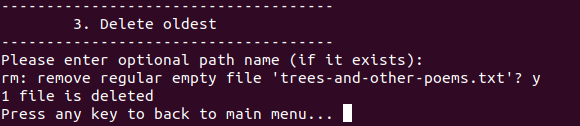 -------------------------------------
3. Delete oldest
-------------------------------------
Please enter optional path name (if it exists):
rm: remove regular empty file 'trees-and-other-poems.txt'? y
1 file is deleted
Press any key to back to main menu...